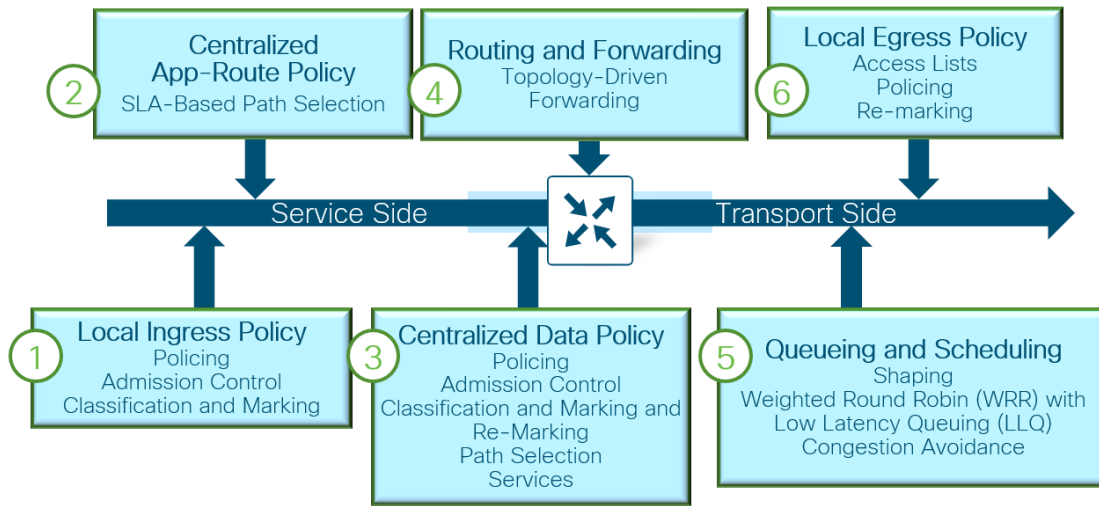 Centralized
App-Route Policy
SLA-Based Path Selection
2
Routing and Forwarding
Topology-Driven
Forwarding
4
Local Egress Policy
Access Lists
Policing
Re-marking
6
Service Side
Transport Side
1
Local Ingress Policy
Policing
Admission Control
Classification and Marking
3
Centralized Data Policy
Policing
Admission Control
Classification and Marking and
Re-Marking
Path Selection
Services
5
Queueing and Scheduling
Shaping
Weighted Round Robin (WRR) with
Low Latency Queuing (LLQ)
Congestion Avoidance